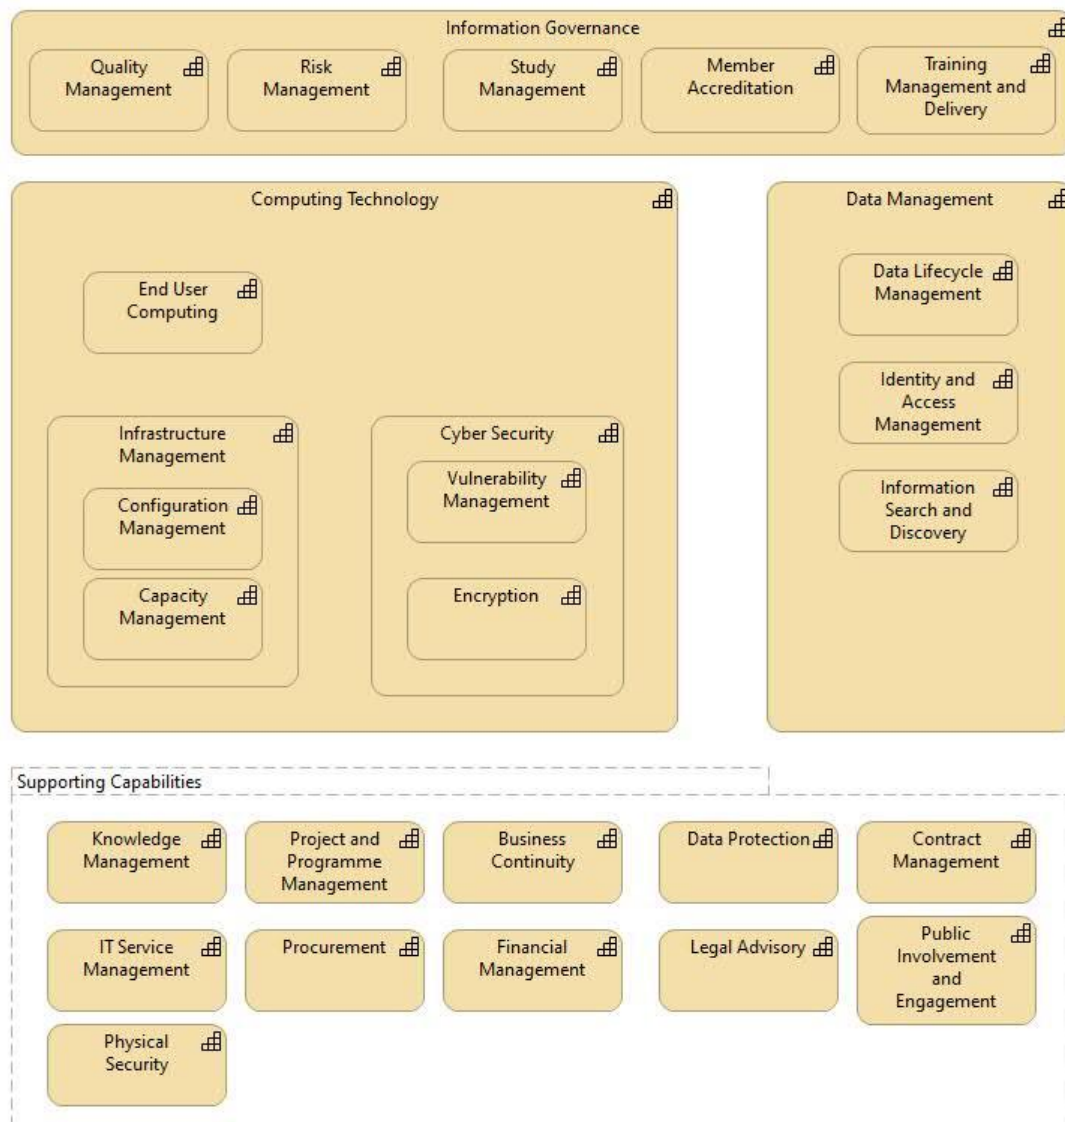 Information Governance
Quality
Management
Risk
Management
Study
Management
Member
Accreditation
Training
Management and
Delivery
Computing Technology
End User
Computing
Infrastructure
Management
Configuration
Management
Capacity
Management
Cyber Security
Vulnerability
Management
Encryption
Data Management
Data Lifecycle
Management
Identity and
Access
Management
Information
Search and
Discovery
Supporting Capabilities
Knowledge
Management
Project and
Programme
Management
Business
Continuity
Data Protection
Contract
Management
IT Service
Management
Procurement
Financial
Management
Legal Advisory
Public
Involvement
and
Engagement
Physical
Security